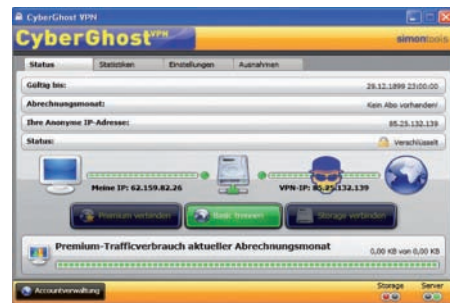 CyberGhost VPN
CyberGhost VPN
simontools
Status Statistiken Einstellungen Ausnahmen
Gültig bis: 29.12.1899 23:00:00
Abrechnungsmonat: Kein Abo vorhanden!
Ihre Anonyme IP-Adresse: 85.25.132.139
Status: Verschlüsselt
Meine IP: 62.159.82.26 VPN-IP: 85.25.132.139
Premium verbinden Basic trennen Storage verbinden
Premium-Trafficverbrauch aktueller Abrechnungsmonat 0,00 KB von 0,00 KB
Accountverwaltung Storage Server